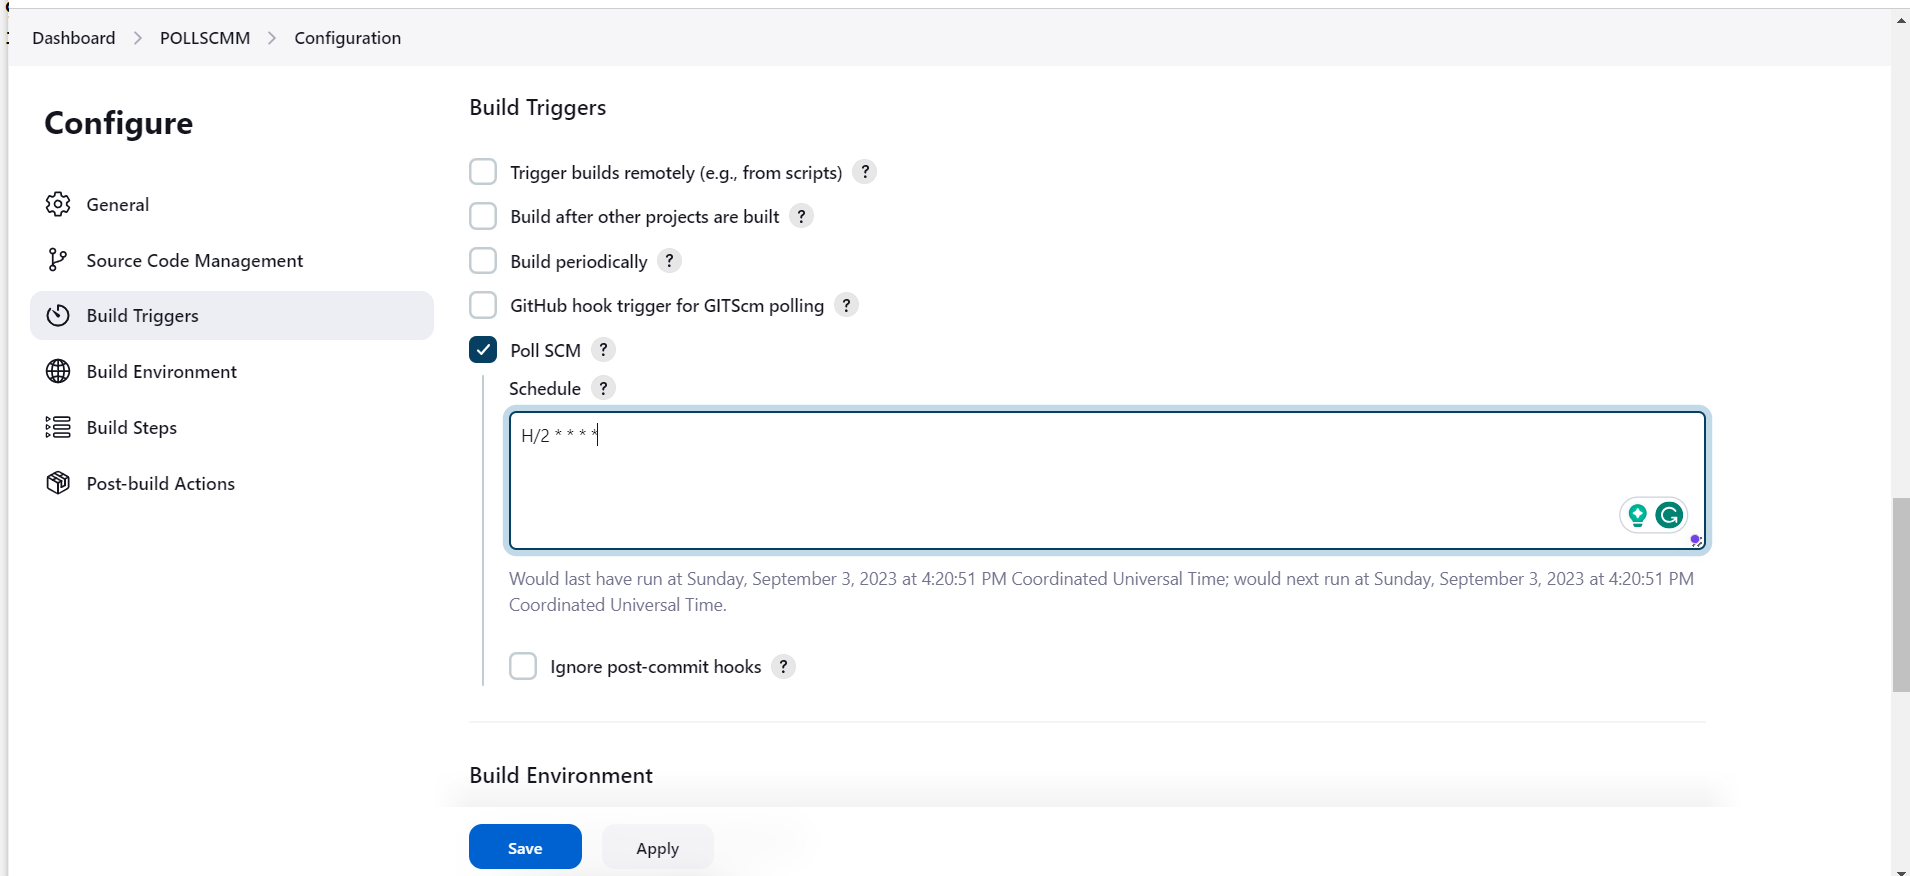 Dashboard > POLLSCMM > Configuration
Configure
General
Source Code Management
Build Triggers
Build Environment
Build Steps
Post-build Actions
Build Triggers
Trigger builds remotely (e.g., from scripts) ?
Build after other projects are built ?
Build periodically ?
GitHub hook trigger for GITScm polling ?
Poll SCM ?
Schedule ?
H/2 * * * *
Would last have run at Sunday, September 3, 2023 at 4:20:51 PM Coordinated Universal Time; would next run at Sunday, September 3, 2023 at 4:20:51 PM
Coordinated Universal Time.
Ignore post-commit hooks ?
Build Environment
Save Apply